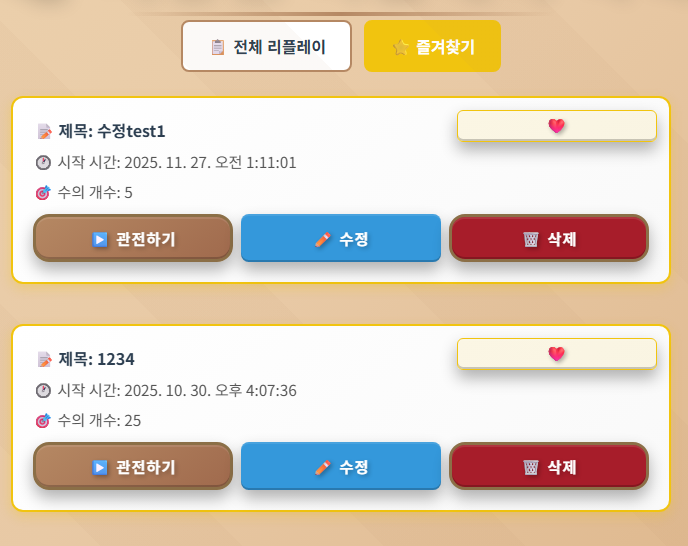 📋 전체 리플레이 ⭐ 즐겨찾기
📝 제목: 수정test1 ❤️
🕐 시작 시간: 2025. 11. 27. 오전 1:11:01
🎯 수의 개수: 5
▶️ 관전하기 🖍️ 수정 🗑️ 삭제
📝 제목: 1234 ❤️
🕐 시작 시간: 2025. 10. 30. 오후 4:07:36
🎯 수의 개수: 25
▶️ 관전하기 🖍️ 수정 🗑️ 삭제